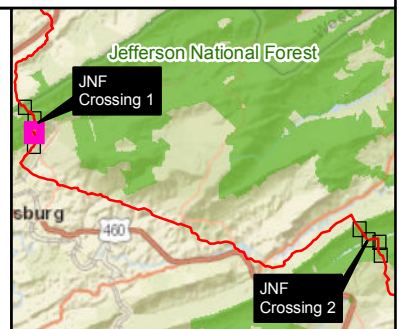 Jefferson National Forest
JNF
Crossing 1
sburg
460
JNF
Crossing 2